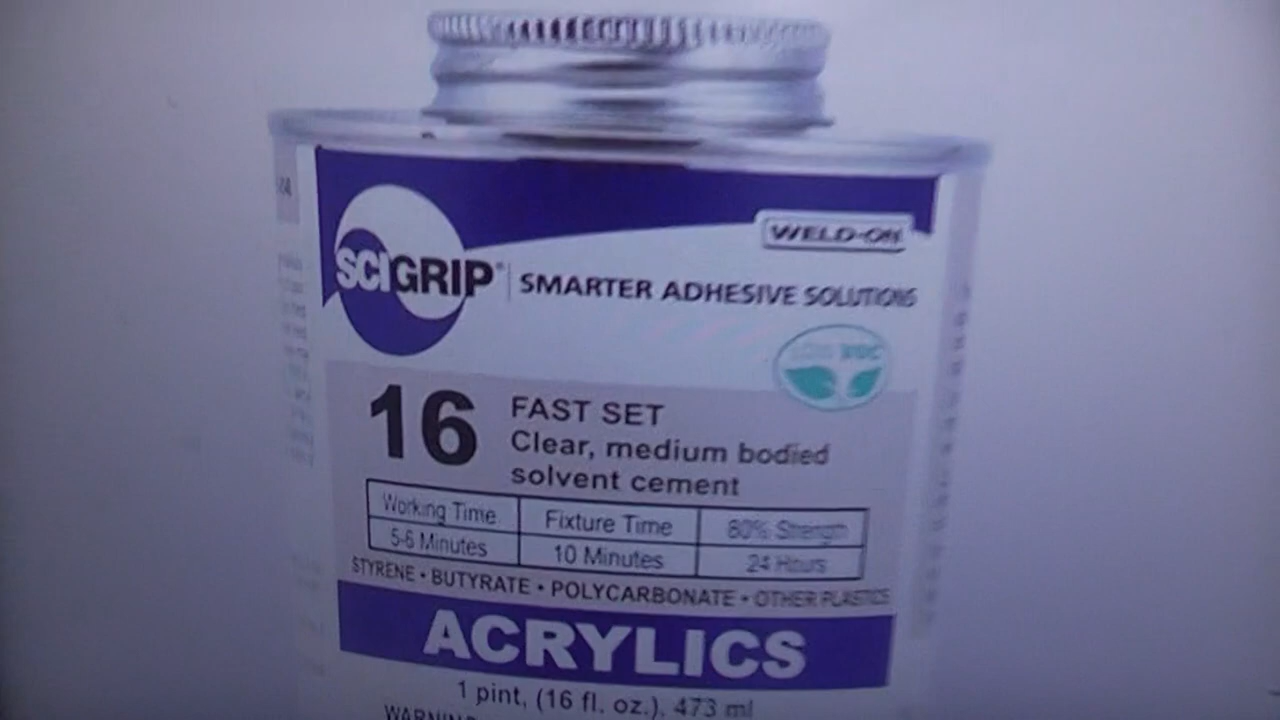 WELD-ON
SCIGRIP® | SMARTER ADHESIVE SOLUTIONS
LOW VOC
16
FAST SET
Clear, medium bodied
solvent cement
Working Time Fixture Time 80% Strength
5-6 Minutes 10 Minutes 24 Hours
STYRENE • BUTYRATE • POLYCARBONATE • OTHER PLASTICS
ACRYLICS
1 pint, (16 fl. oz.), 473 ml